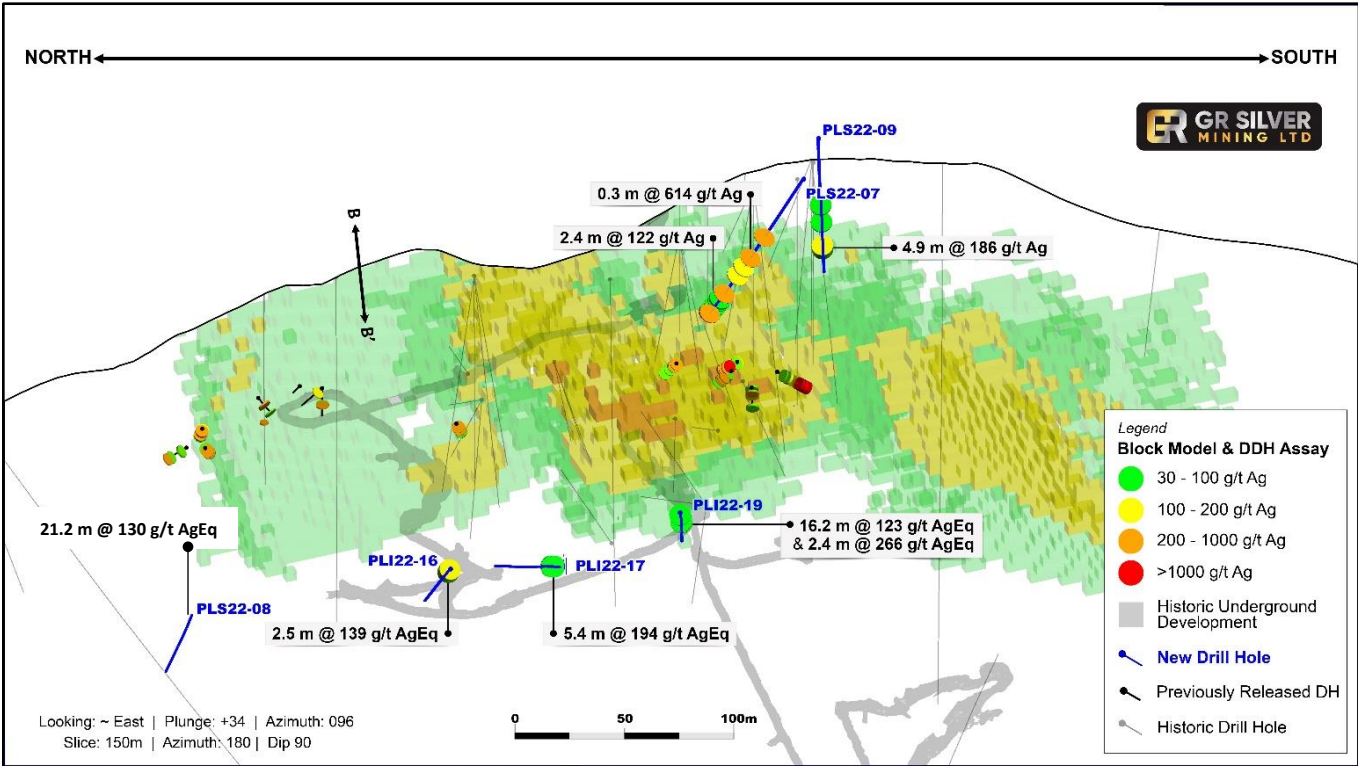 NORTH
SOUTH
GR SILVER
MINING LTD
PLS22-09
0.3 m @ 614 g/t Ag
PLS22-07
B
2.4 m @ 122 g/t Ag
4.9 m @ 186 g/t Ag
B'
Legend
Block Model & DDH Assay
30 - 100 g/t Ag
100 - 200 g/t Ag
200 - 1000 g/t Ag
>1000 g/t Ag
Historic Underground
Development
New Drill Hole
Previously Released DH
Historic Drill Hole
PLI22-19
21.2 m @ 130 g/t AgEq
16.2 m @ 123 g/t AgEq
& 2.4 m @ 266 g/t AgEq
PLI22-16
PLI22-17
PLS22-08
2.5 m @ 139 g/t AgEq
5.4 m @ 194 g/t AgEq
Looking: ~ East | Plunge: +34 | Azimuth: 096
Slice: 150m | Azimuth: 180 | Dip 90
0 50 100m